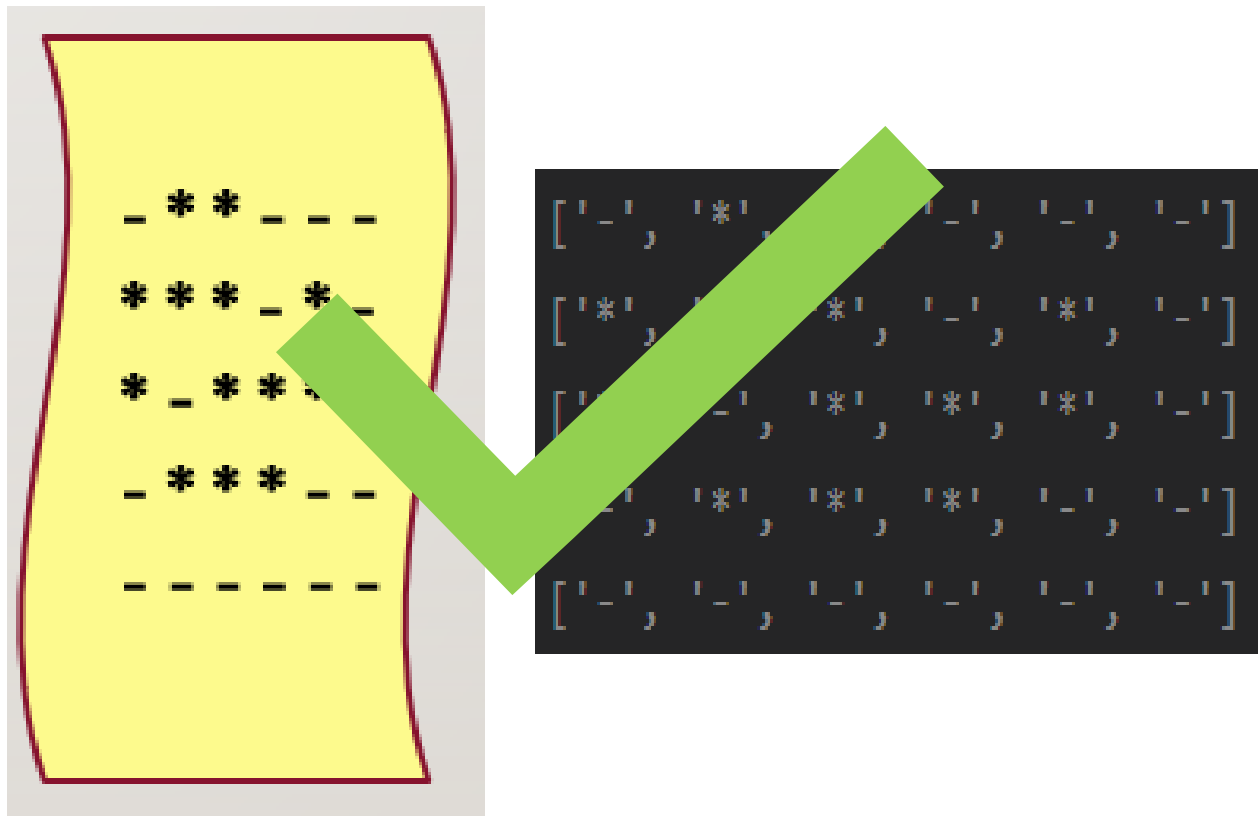 _**___
***_*_
*_***
_***__
______
['-', '*', '-', '-', '-']
['*', '*', '-', '*', '-']
['-', '*', '*', '*', '-']
'*', '*', '*', '-', '-']
['-', '-', '-', '-', '-', '-']